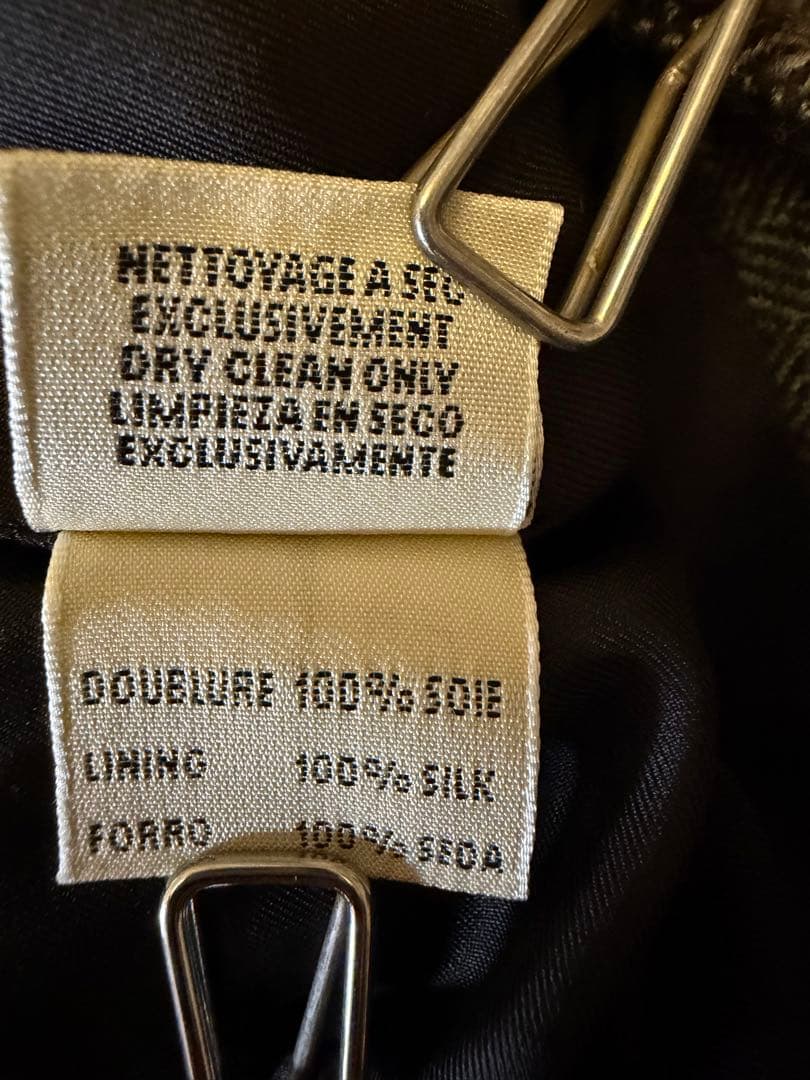 NETTOYAGE A SEC
EXCLUSIVEMENT
DRY CLEAN ONLY
LIMPIEZA EN SECO
EXCLUSIVAMENTE
DOUBLURE 100% SOIE
LINING 100% SILK
FORRO 100% SEDA